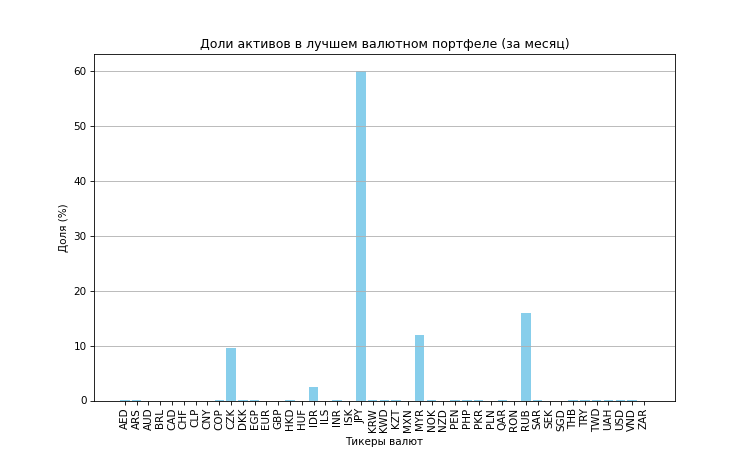 Доли активов в лучшем валютном портфеле (за месяц)
Доля (%)
60
50
40
30
20
10
0
AED
ARS
AUD
BRL
CAD
CHF
CLP
CNY
COP
CZK
DKK
EGP
EUR
GBP
HKD
HUF
IDR
ILS
INR
ISK
JPY
KRW
KWD
KZT
MXN
MYR
NOK
NZD
PEN
PHP
PKR
PLN
QAR
RON
RUB
SAR
SEK
SGD
THB
TRY
TWD
UAH
USD
VND
ZAR
Тикеры валют